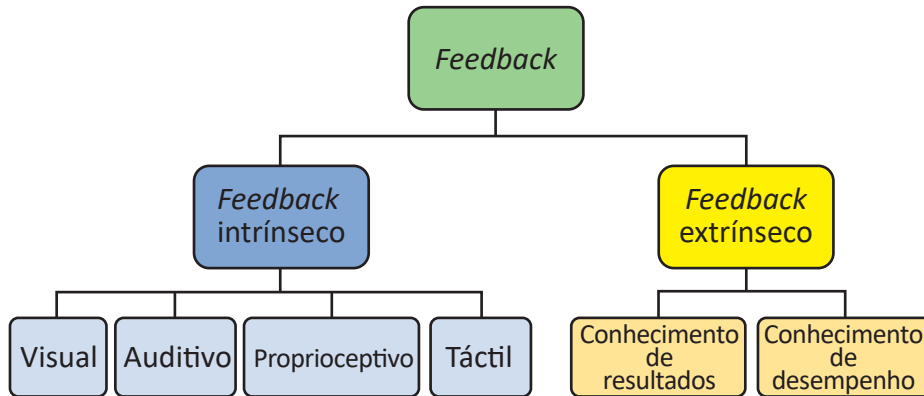 Feedback
Feedback
intrínseco
Feedback
extrínseco
Visual
Auditivo
Proprioceptivo
Táctil
Conhecimento
de
resultados
Conhecimento
de
desempenho